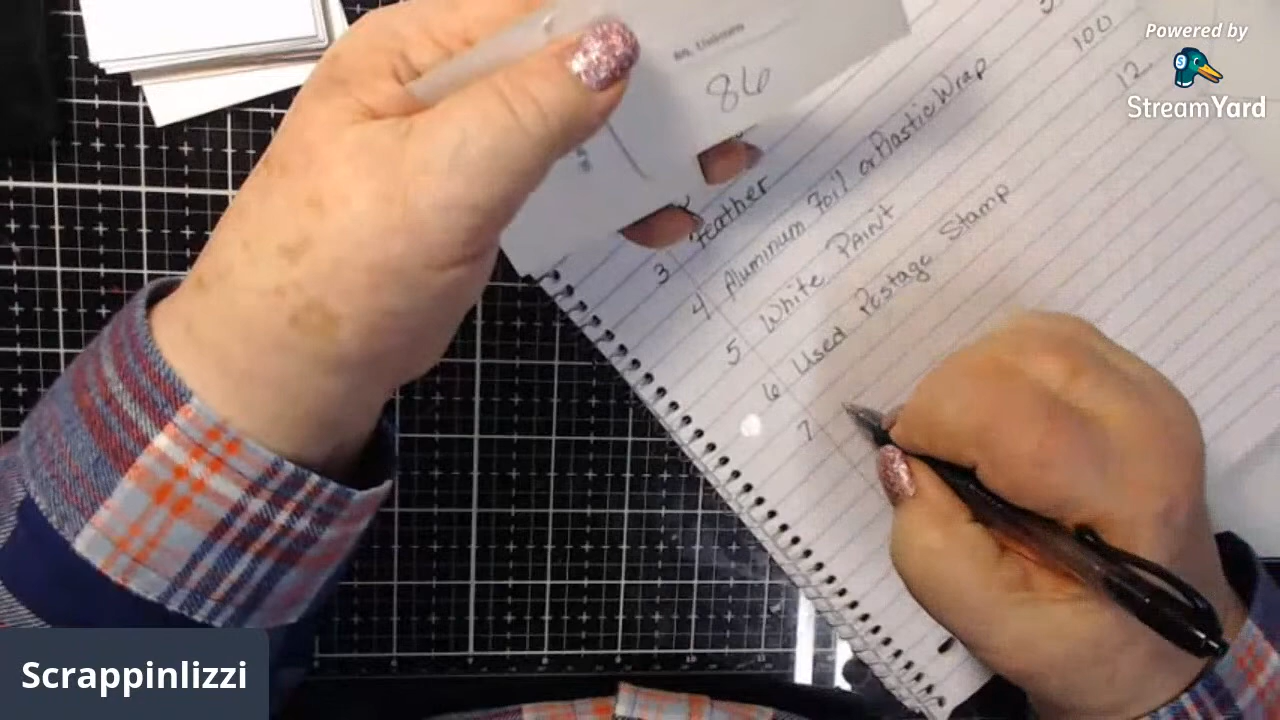 Powered by
StreamYard
86
100
12
3 Feather
4 Aluminum Foil or Plastic Wrap
5 White PAINT
6 Used Postage Stamp
7
Scrappinlizzi